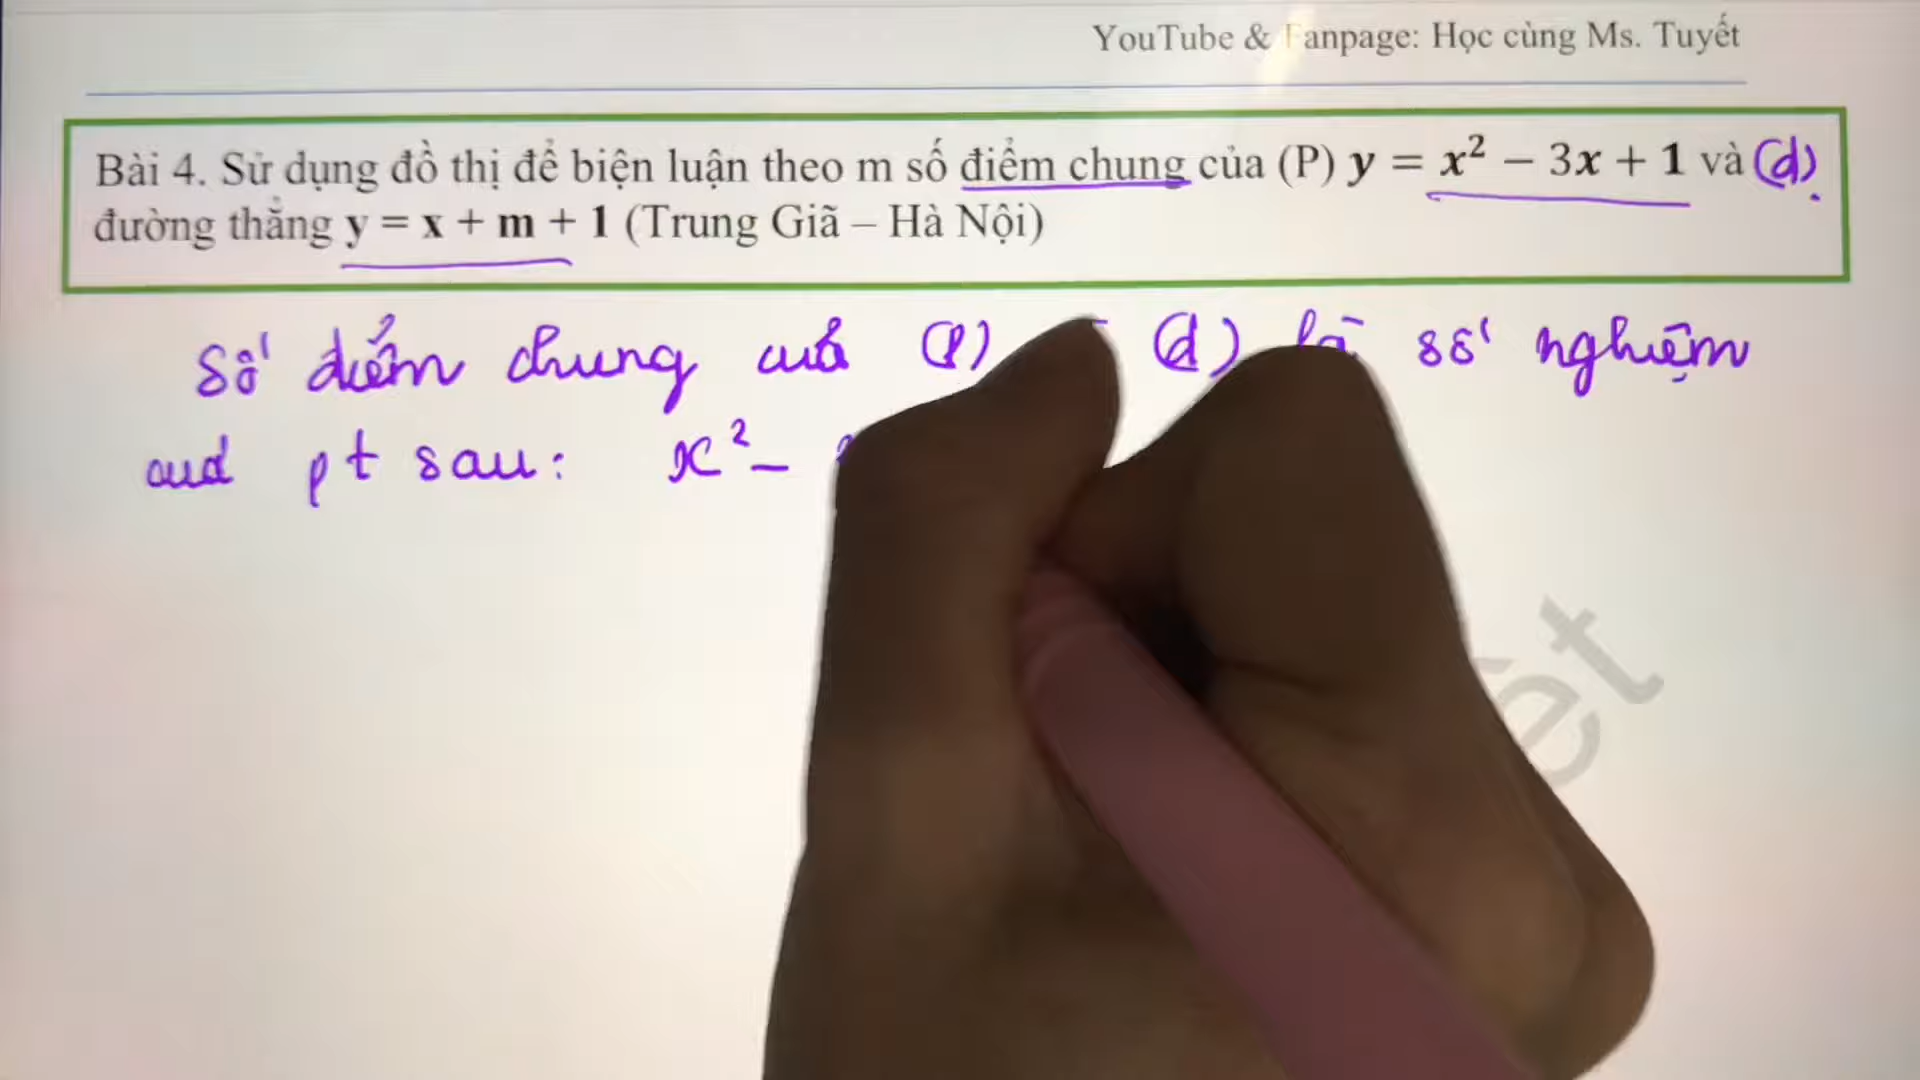 YouTube & Fanpage: Học cùng Ms. Tuyết
Bài 4. Sử dụng đồ thị để biện luận theo m số điểm chung của (P) y = x² − 3x + 1 và (d)
đường thẳng y = x + m + 1 (Trung Giã – Hà Nội)
Số điểm chung của (P) (d) là số nghiệm
của pt sau: x² −
ết